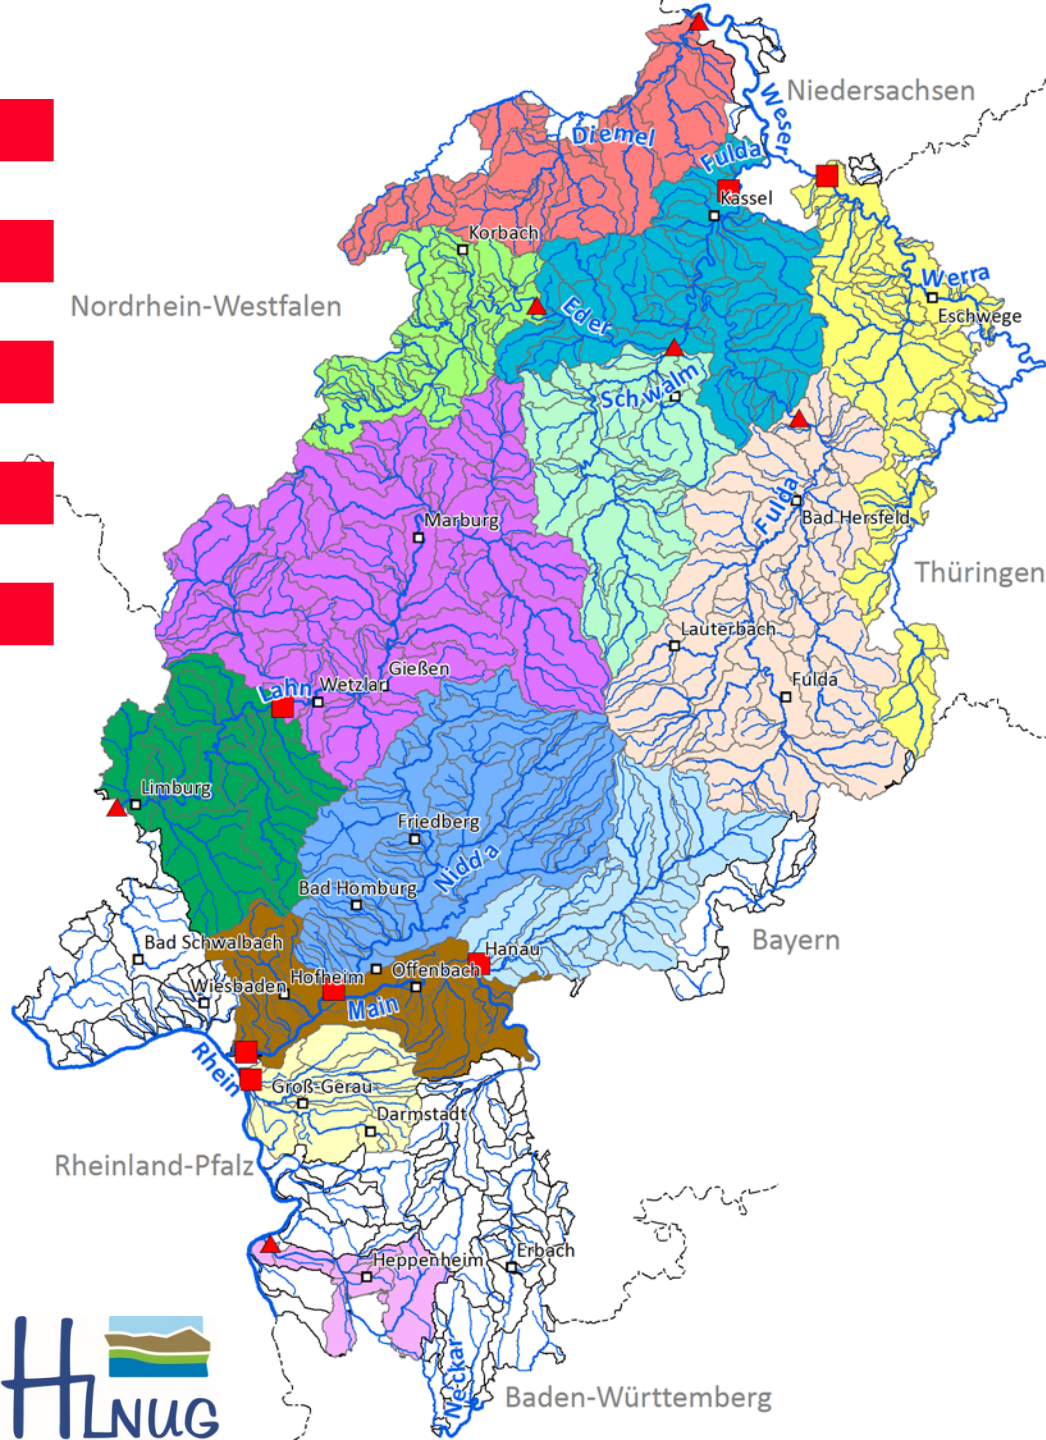 Niedersachsen
Weser
Diemel
Fulda
Kassel
Korbach
Werra
Nordrhein-Westfalen
Eder
Eschwege
Schwalm
Fulda
Bad Hersfeld
Marburg
Thüringen
Lauterbach
Gießen
Fulda
Lahn
Wetzlar
Limburg
Friedberg
Nidda
Bad Homburg
Bad Schwalbach
Bayern
Hanau
Hofheim
Offenbach
Wiesbaden
Main
Rhein
Groß-Gerau
Darmstadt
Rheinland-Pfalz
Erbach
Heppenheim
Neckar
Baden-Württemberg
HLNUG